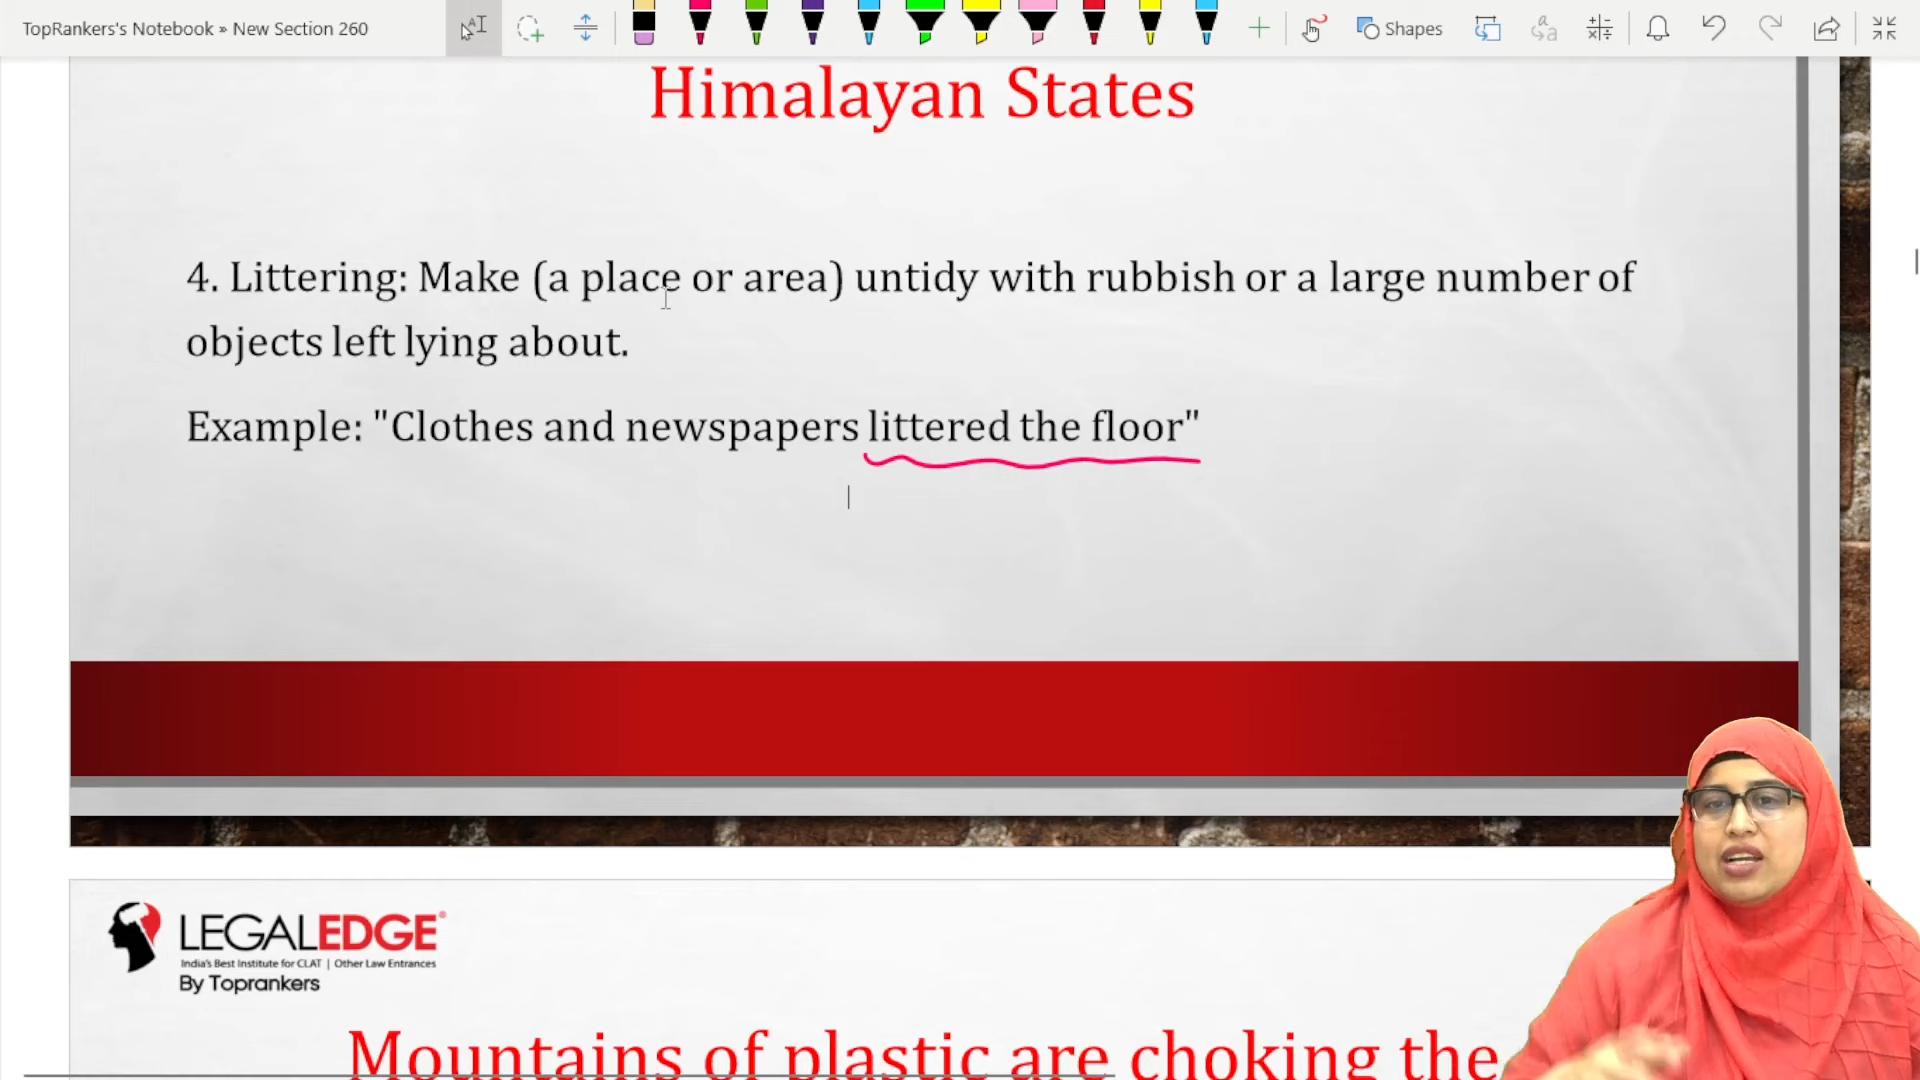 TopRankers's Notebook » New Section 260
Shapes
Himalayan States
4. Littering: Make (a place or area) untidy with rubbish or a large number of
objects left lying about.
Example: "Clothes and newspapers littered the floor"
LEGALEDGE
India's Best Institute for CLAT | Other Law Entrances
By Toprankers
Mountains of plastic are choking the